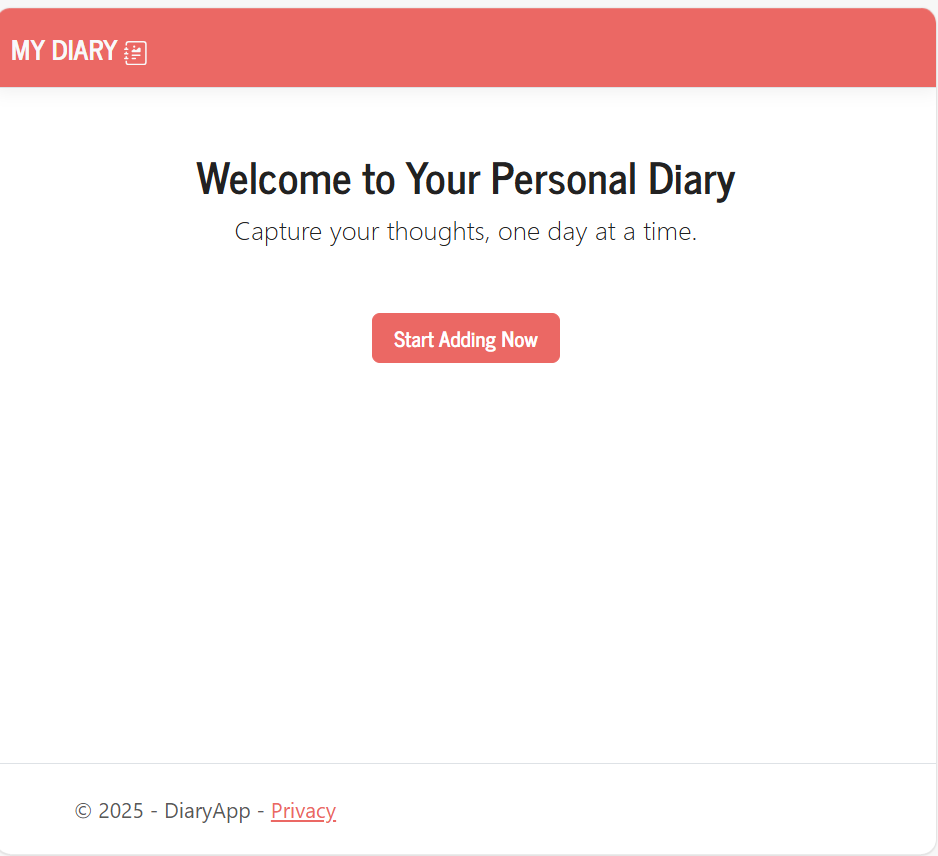 MY DIARY
Welcome to Your Personal Diary
Capture your thoughts, one day at a time.
Start Adding Now
© 2025 - DiaryApp - Privacy